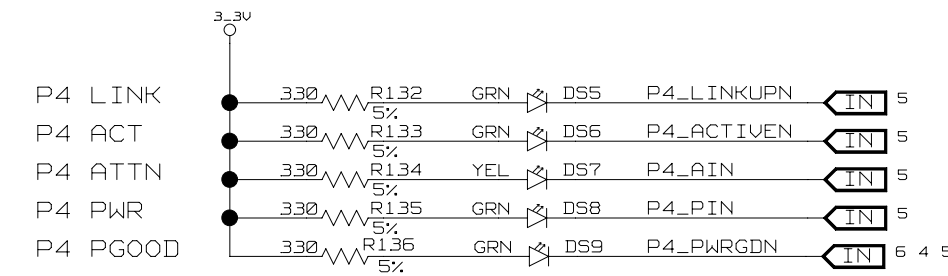 3_3V
P4 LINK 330 R132 5% GRN DS5 P4_LINKUPN IN 5
P4 ACT 330 R133 5% GRN DS6 P4_ACTIVEN IN 5
P4 ATTN 330 R134 5% YEL DS7 P4_AIN IN 5
P4 PWR 330 R135 5% GRN DS8 P4_PIN IN 5
P4 PGOOD 330 R136 5% GRN DS9 P4_PWRGDN IN 6 4 5